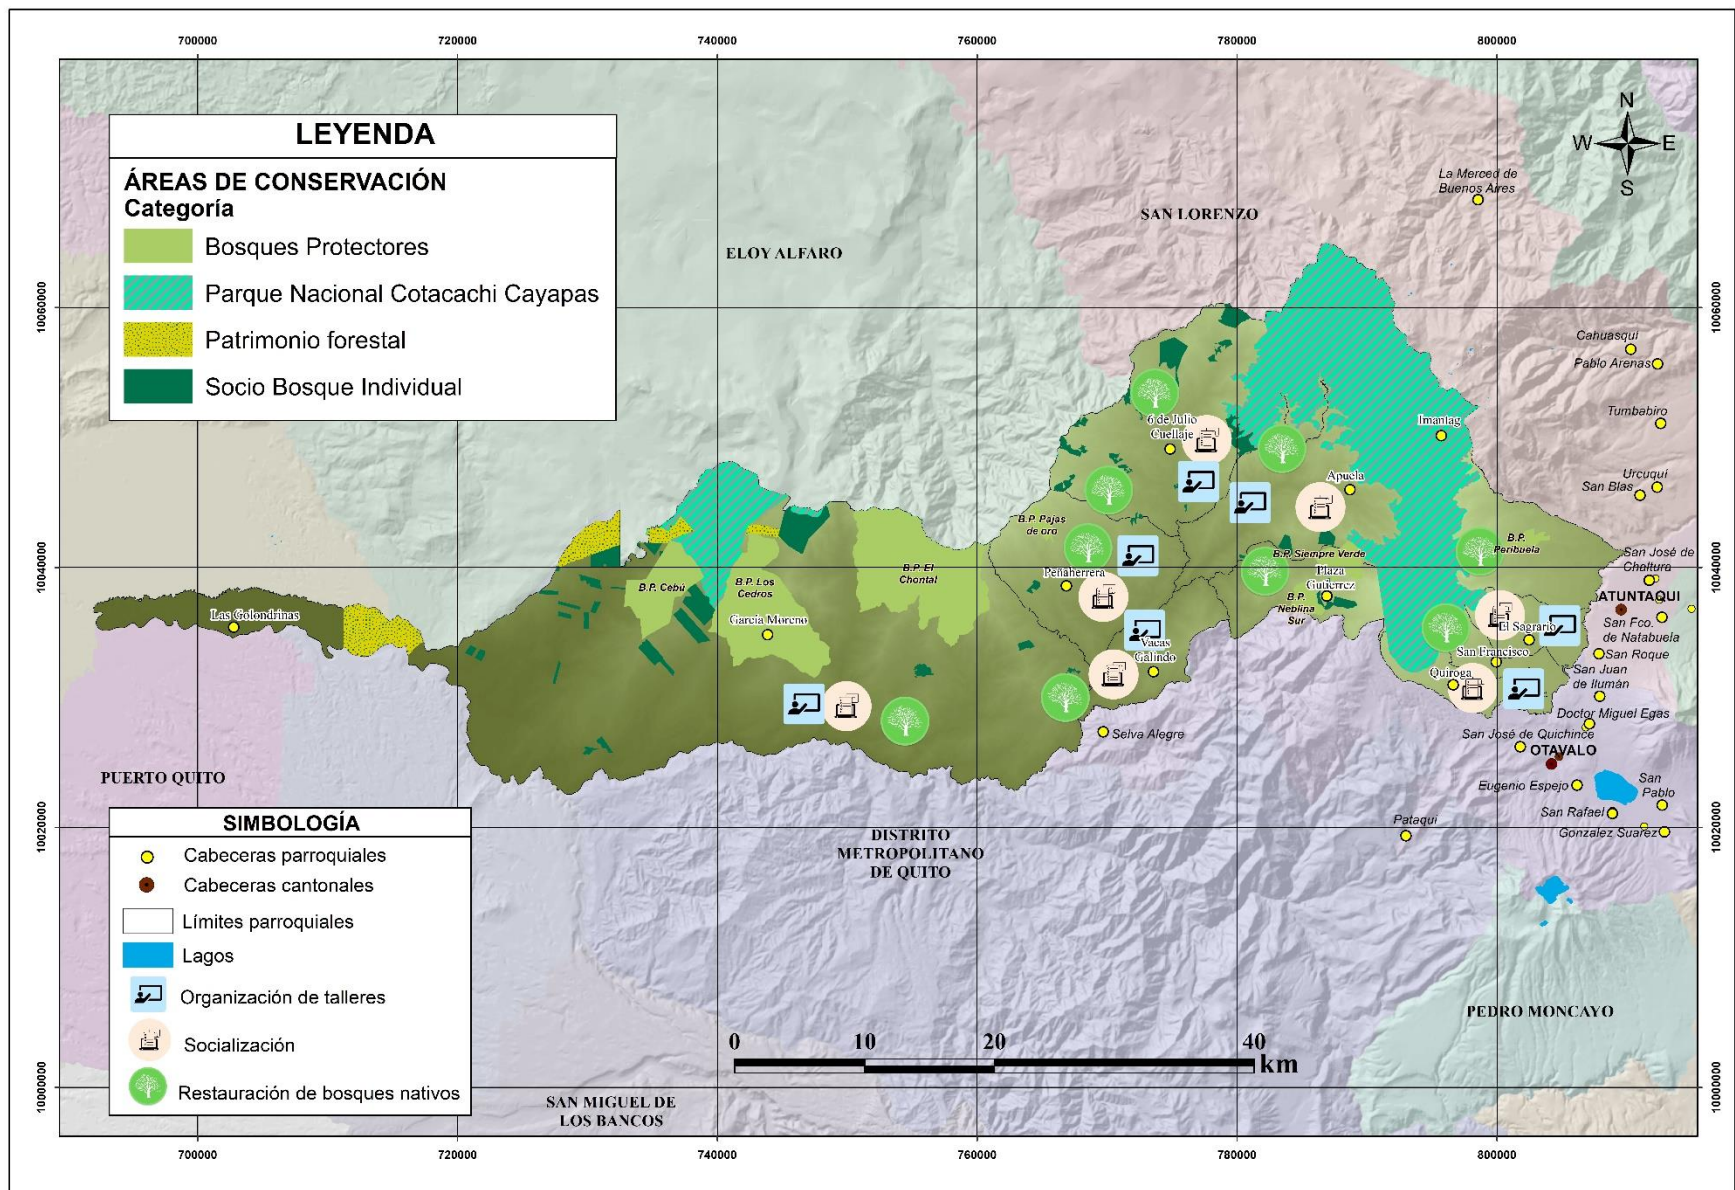 700000
720000
740000
760000
780000
800000
LEYENDA
ÁREAS DE CONSERVACIÓN
Categoría
Bosques Protectores
Parque Nacional Cotacachi Cayapas
Patrimonio forestal
Socio Bosque Individual
N
W
E
S
La Merced de
Buenos Aires
SAN LORENZO
ELOY ALFARO
10060000
10060000
Cahuasquí
Pablo Arenas
Tumbabiro
6 de Julio
Cuellaje
Imantag
Urcuquí
San Blas
Apuela
B.P. Pajas
de oro
B.P. Siempre Verde
B.P.
Peribuela
San José de
Chaltura
10040000
10040000
B.P. Cebú
B.P. Los
Cedros
B.P. El
Chontal
Peñaherrera
Plaza
Gutierrez
B.P.
Neblina
Sur
ATUNTAQUI
San Fco.
de Natabuela
Las Golondrinas
García Moreno
Vacas
Galindo
El Sagrario
San Francisco
San Roque
Quiroga
San Juan
de Ilumán
Selva Alegre
Doctor Miguel Egas
San José de Quichince
OTAVALO
PUERTO QUITO
Eugenio Espejo
San
Pablo
San Rafael
Gonzalez Suarez
Pataquí
10020000
10020000
SIMBOLOGÍA
Cabeceras parroquiales
Cabeceras cantonales
Límites parroquiales
Lagos
Organización de talleres
Socialización
Restauración de bosques nativos
DISTRITO
METROPOLITANO
DE QUITO
PEDRO MONCAYO
0
10
20
40
km
10000000
10000000
SAN MIGUEL DE
LOS BANCOS
700000
720000
740000
760000
780000
800000